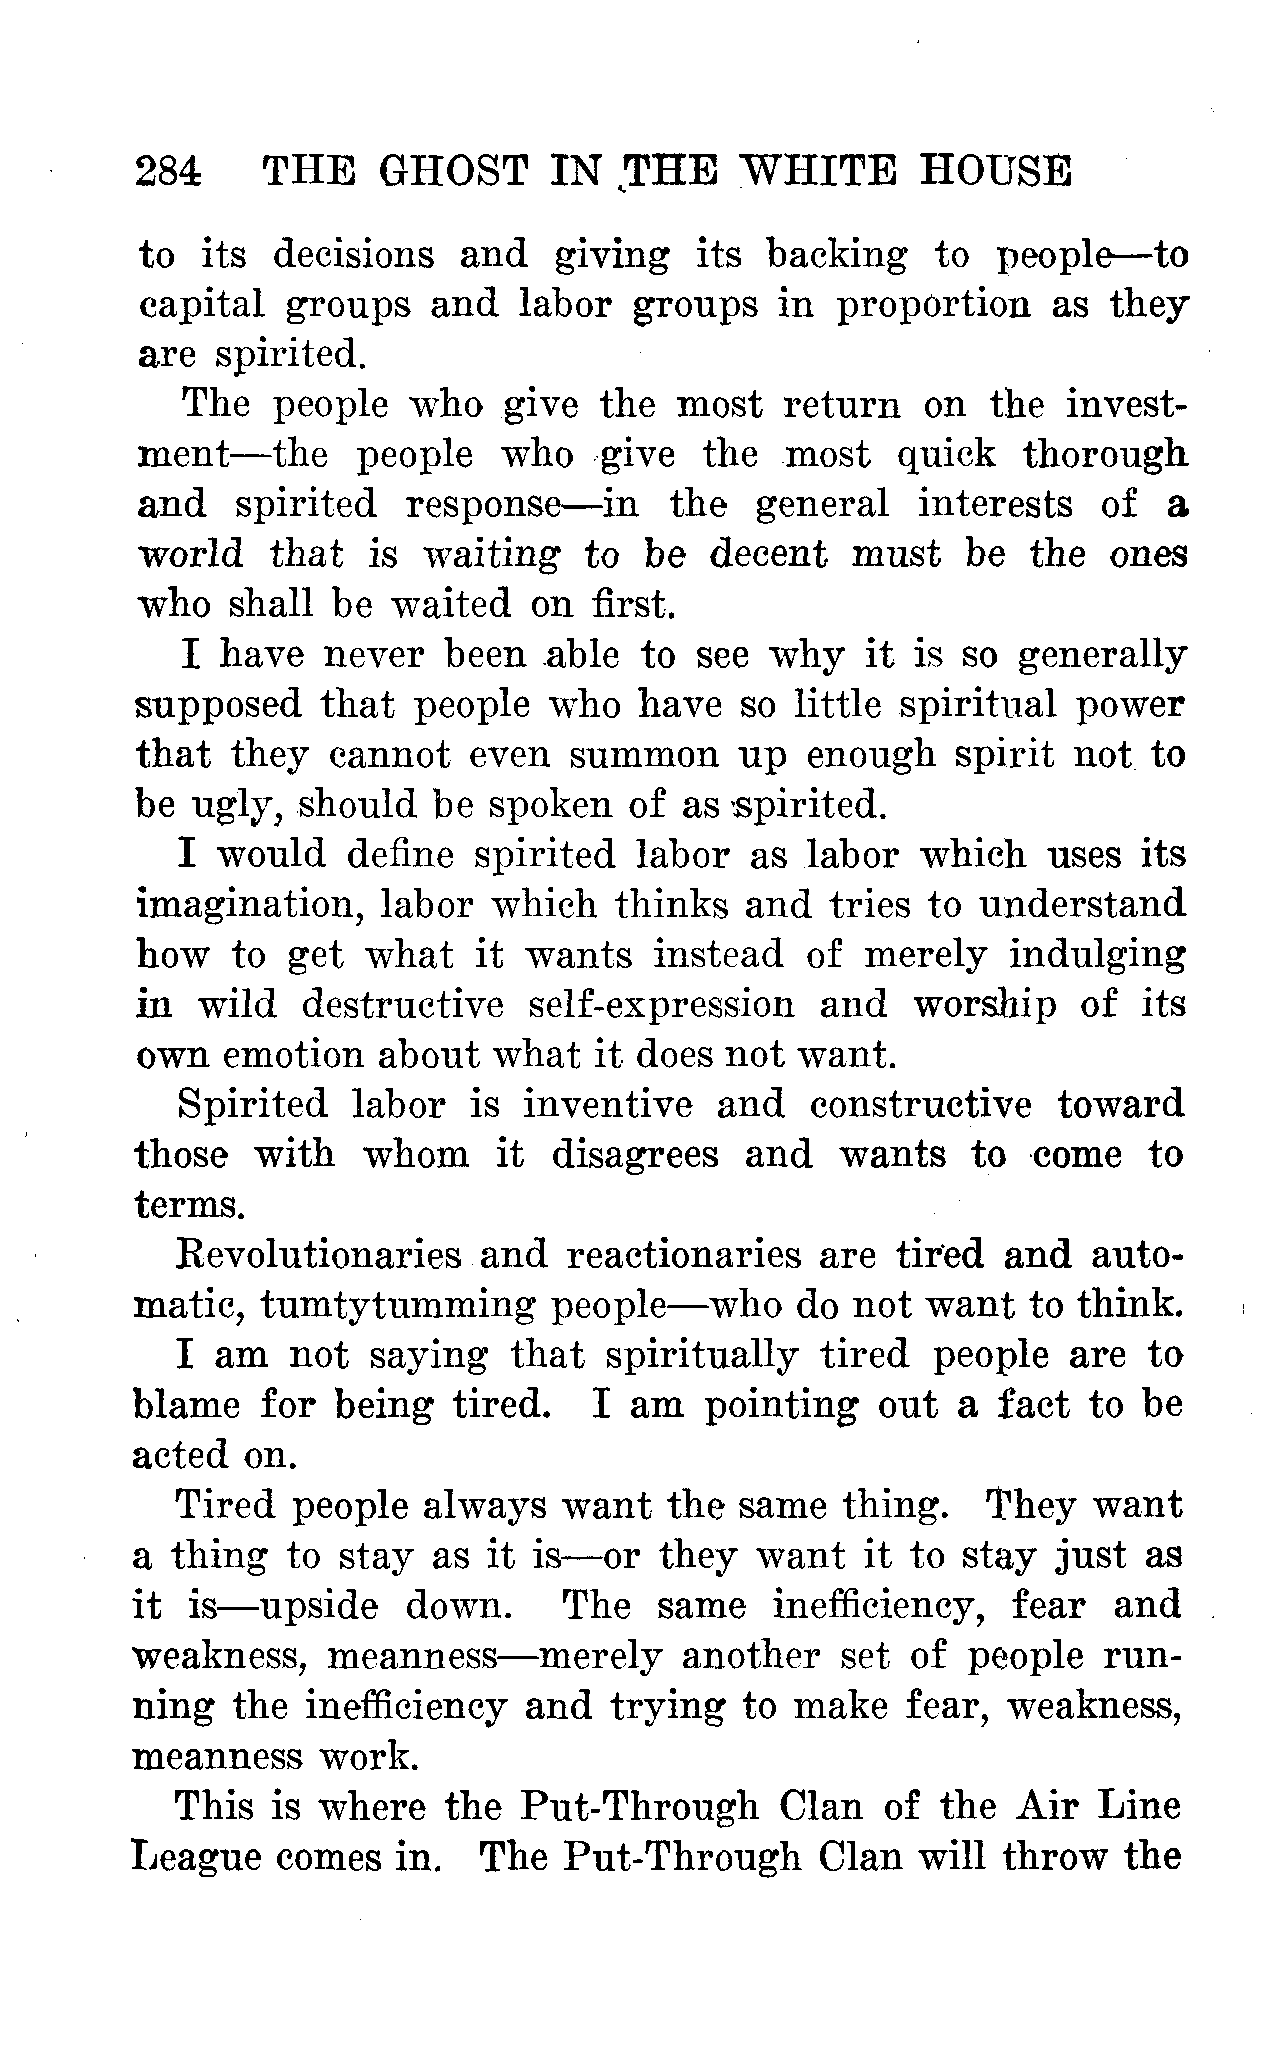 284 THE GHOST IN THE WHITE HOUSE
to its decisions and giving its backing to people—to
capital groups and labor groups in proportion as they
are spirited.
The people who give the most return on the invest-
ment—the people who give the most quick thorough
and spirited response—in the general interests of a
world that is waiting to be decent must be the ones
who shall be waited on first.
I have never been able to see why it is so generally
supposed that people who have so little spiritual power
that they cannot even summon up enough spirit not to
be ugly, should be spoken of as spirited.
I would define spirited labor as labor which uses its
imagination, labor which thinks and tries to understand
how to get what it wants instead of merely indulging
in wild destructive self-expression and worship of its
own emotion about what it does not want.
Spirited labor is inventive and constructive toward
those with whom it disagrees and wants to come to
terms.
Revolutionaries and reactionaries are tired and auto-
matic, tumtytumming people—who do not want to think.
I am not saying that spiritually tired people are to
blame for being tired. I am pointing out a fact to be
acted on.
Tired people always want the same thing. They want
a thing to stay as it is—or they want it to stay just as
it is—upside down. The same inefficiency, fear and
weakness, meanness—merely another set of people run-
ning the inefficiency and trying to make fear, weakness,
meanness work.
This is where the Put-Through Clan of the Air Line
League comes in. The Put-Through Clan will throw the